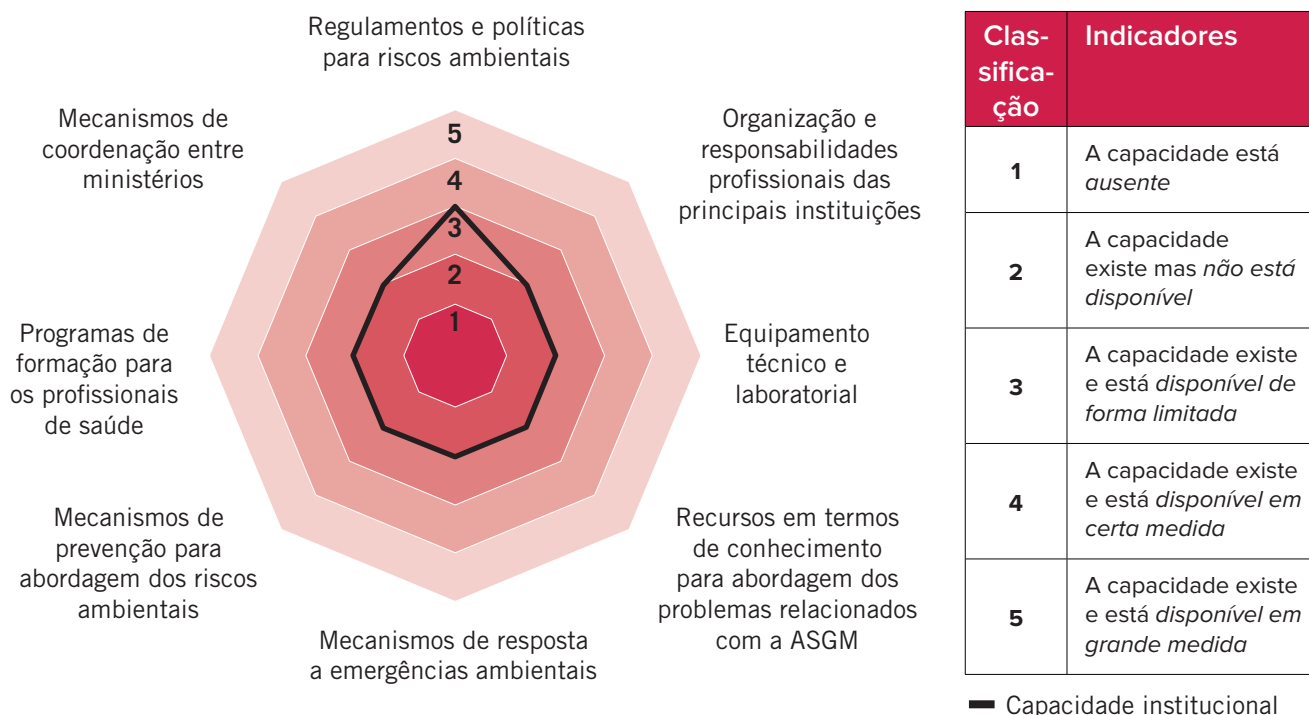 Regulamentos e políticas
para riscos ambientais
Mecanismos de
coordenação entre
ministérios
Organização e
responsabilidades
profissionais das
principais instituições
5
4
3
2
1
Programas de
formação para
os profissionais
de saúde
Equipamento
técnico e
laboratorial
Mecanismos de
prevenção para
abordagem dos riscos
ambientais
Recursos em termos
de conhecimento
para abordagem dos
problemas relacionados
com a ASGM
Mecanismos de resposta
a emergências ambientais
Clas-
sifica-
ção
Indicadores
1
A capacidade está
ausente
2
A capacidade
existe mas não está
disponível
3
A capacidade existe
e está disponível de
forma limitada
4
A capacidade existe
e está disponível em
certa medida
5
A capacidade existe
e está disponível em
grande medida
Capacidade institucional